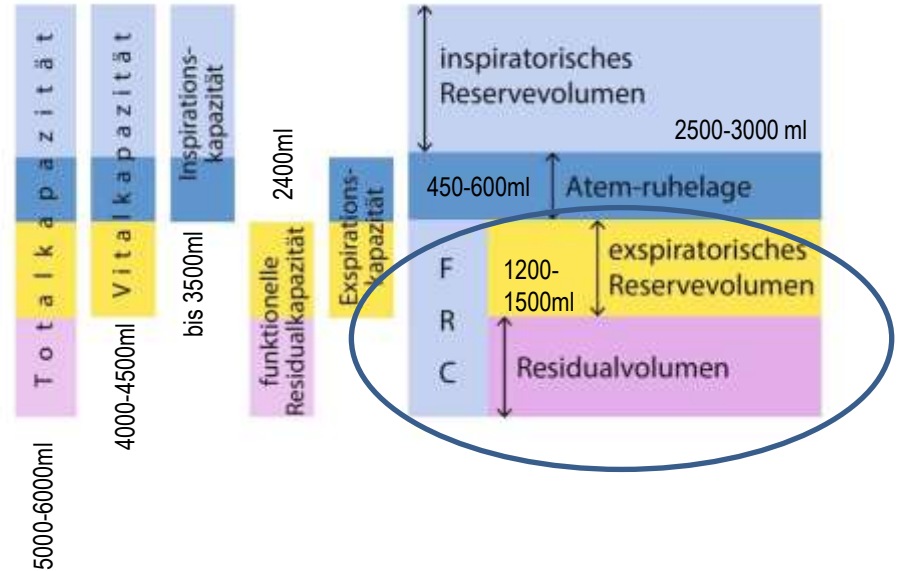 Totalkapazität
5000-6000ml
Vitalkapazität
4000-4500ml
Inspirations-
kapazität
bis 3500ml
2400ml
funktionelle
Residualkapazität
Exspirations-
kapazität
inspiratorisches
Reservevolumen
2500-3000 ml
450-600ml
Atem-ruhelage
F
R
C
1200-
1500ml
exspiratorisches
Reservevolumen
Residualvolumen